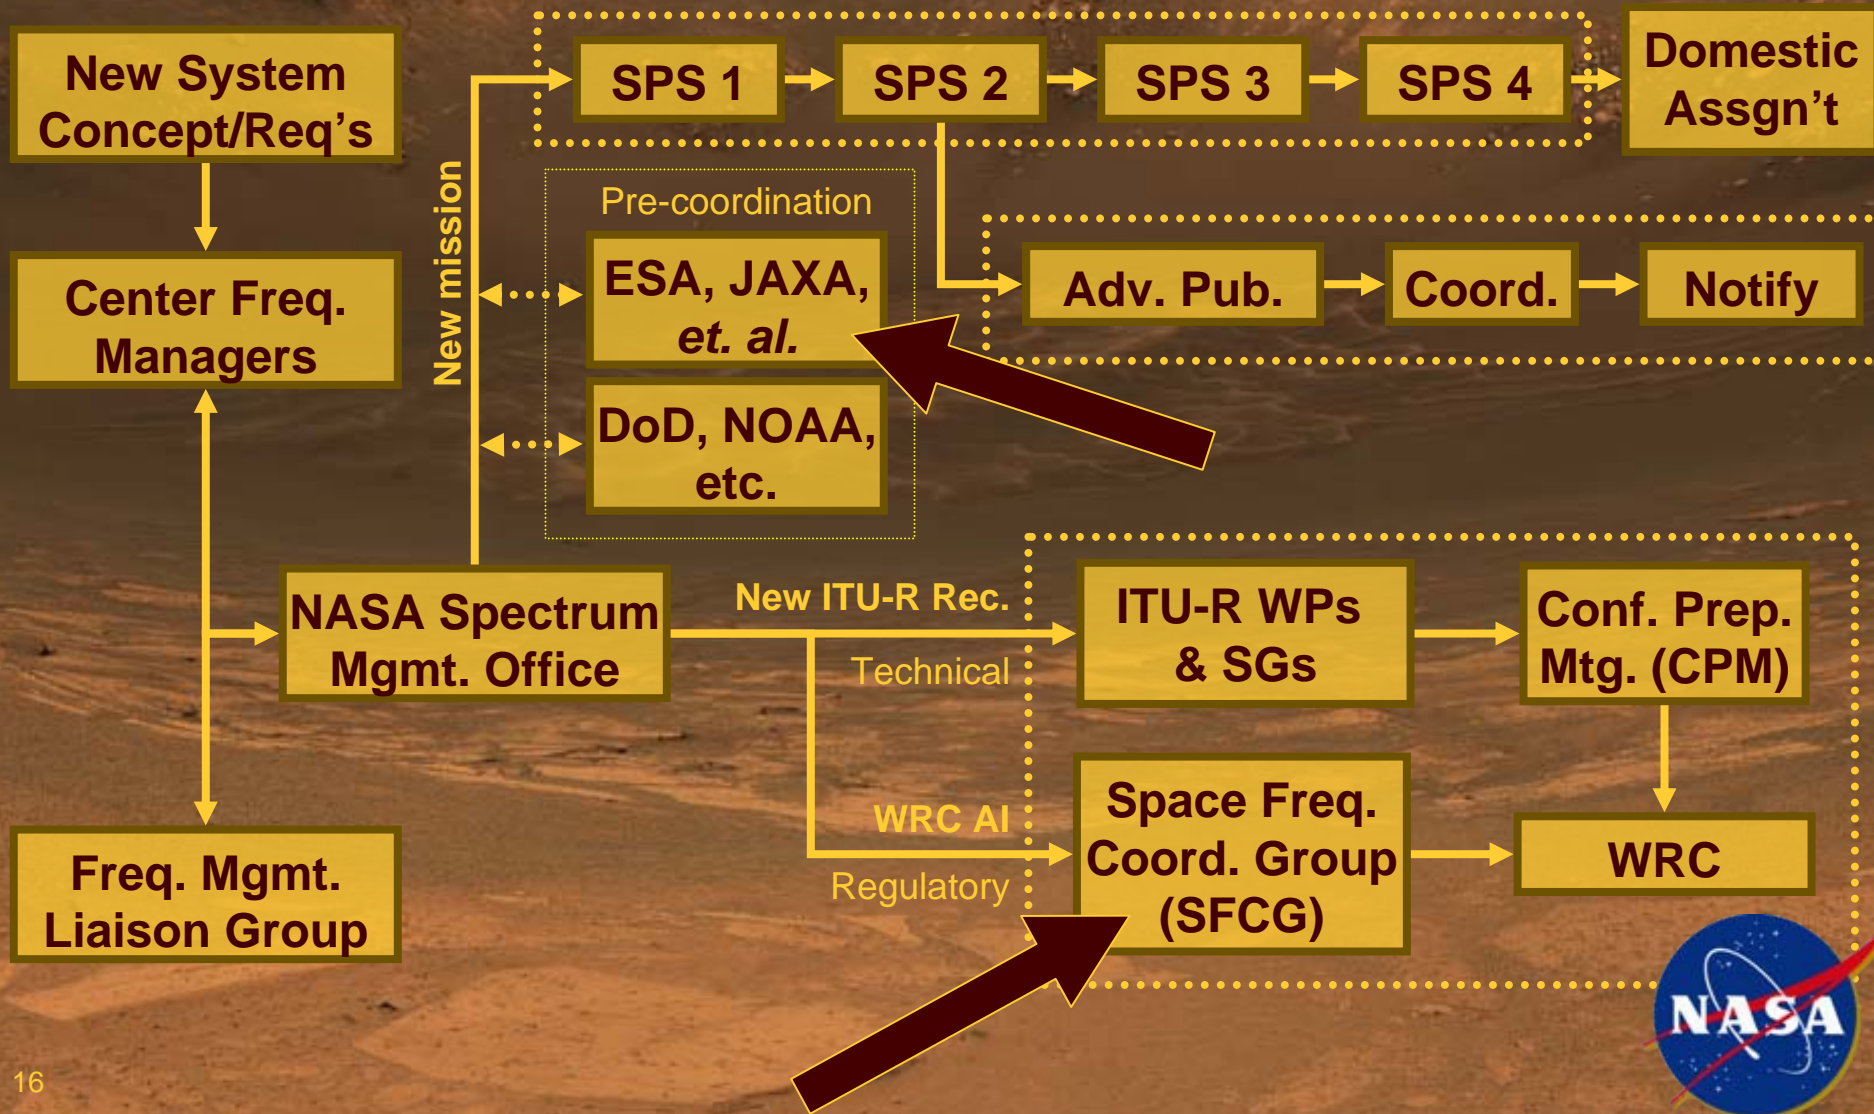 New System
Concept/Req's
Center Freq.
Managers
Freq. Mgmt.
Liaison Group
NASA Spectrum
Mgmt. Office
New mission
SPS 1
SPS 2
SPS 3
SPS 4
Domestic
Assgn’t
Pre-coordination
ESA, JAXA,
et. al.
DoD, NOAA,
etc.
Adv. Pub.
Coord.
Notify
New ITU-R Rec.
Technical
ITU-R WPs
& SGs
Conf. Prep.
Mtg. (CPM)
WRC AI
Regulatory
Space Freq.
Coord. Group
(SFCG)
WRC
NASA
16